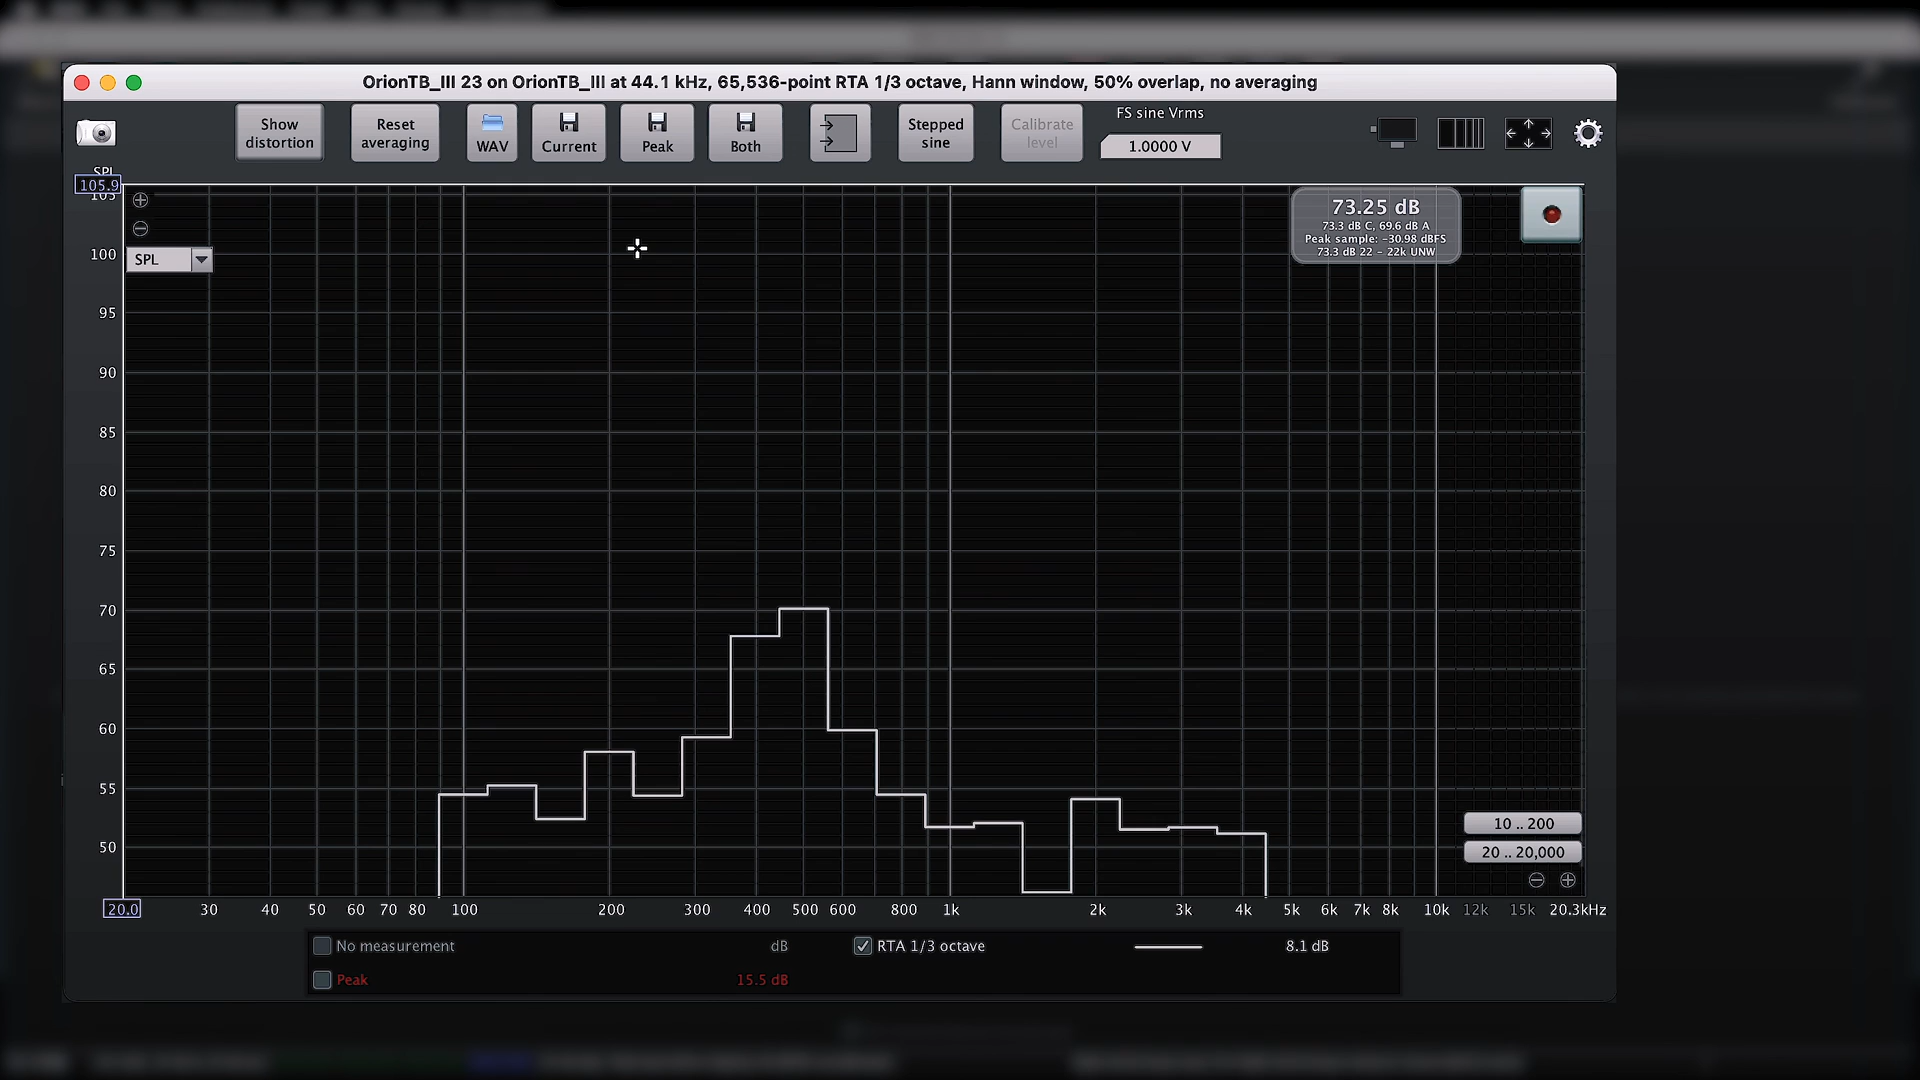 OrionTB_III 23 on OrionTB_III at 44.1 kHz, 65,536-point RTA 1/3 octave, Hann window, 50% overlap, no averaging
Show distortion
Reset averaging
WAV
Current
Peak
Both
Stepped sine
Calibrate level
FS sine Vrms
1.0000 V
SPL
105.9
105
SPL
73.25 dB
73.3 dB C, 69.6 dB A
Peak sample: -30.98 dBFS
73.3 dB 22 - 22k UNW
100
95
90
85
80
75
70
65
60
55
50
10 .. 200
20 .. 20,000
20.0 30 40 50 60 70 80 100 200 300 400 500 600 800 1k 2k 3k 4k 5k 6k 7k 8k 10k 12k 15k 20.3kHz
No measurement dB RTA 1/3 octave 8.1 dB
Peak 15.5 dB